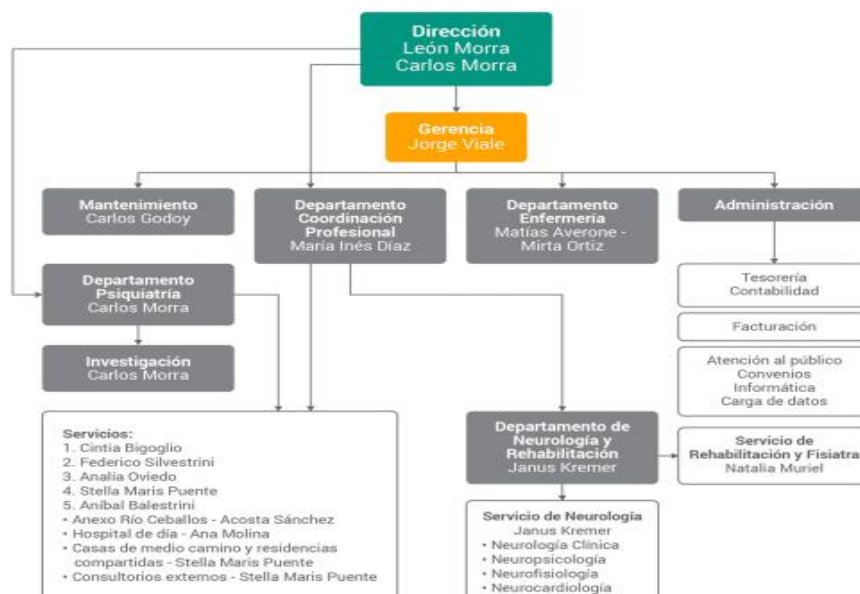 Dirección
León Morra
Carlos Morra
Gerencia
Jorge Viale
Mantenimiento
Carlos Godoy
Departamento
Coordinación
Profesional
María Inés Díaz
Departamento
Enfermería
Matías Averone -
Mirta Ortiz
Administración
Tesorería
Contabilidad
Facturación
Atención al público
Convenios
Informática
Carga de datos
Departamento
Psiquiatría
Carlos Morra
Investigación
Carlos Morra
Servicios:
1. Cintia Bigoglio
2. Federico Silvestrini
3. Analía Oviedo
4. Stella Maris Puente
5. Aníbal Balestrini
• Anexo Río Ceballos - Acosta Sánchez
• Hospital de día - Ana Molina
• Casas de medio camino y residencias
compartidas - Stella Maris Puente
• Consultorios externos - Stella Maris Puente
Departamento de
Neurología y
Rehabilitación
Janus Kremer
Servicio de
Rehabilitación y Fisiatra
Natalia Muriel
Servicio de Neurología
Janus Kremer
• Neurología Clínica
• Neuropsicología
• Neurofisiología
• Neurocardiología